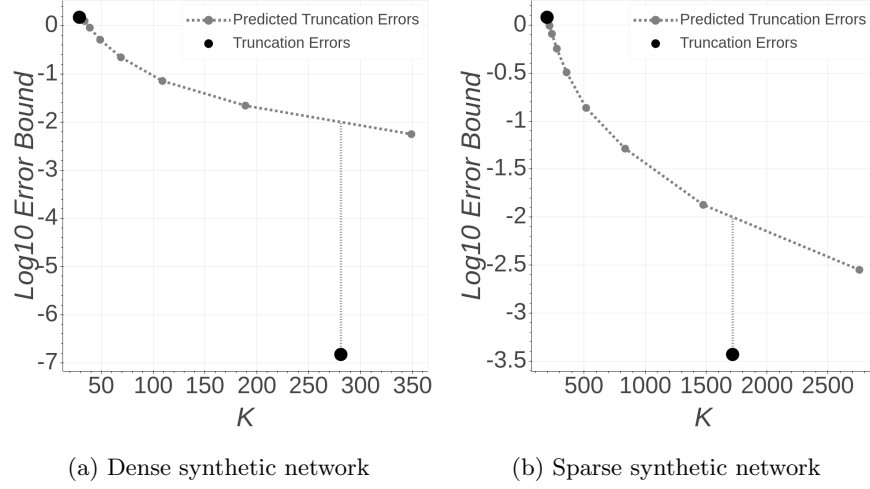 Predicted Truncation Errors
Truncation Errors
Log10 Error Bound
0
-1
-2
-3
-4
-5
-6
-7
50 100 150 200 250 300 350
K
(a) Dense synthetic network
Predicted Truncation Errors
Truncation Errors
Log10 Error Bound
0
-0.5
-1
-1.5
-2
-2.5
-3
-3.5
500 1000 1500 2000 2500
K
(b) Sparse synthetic network